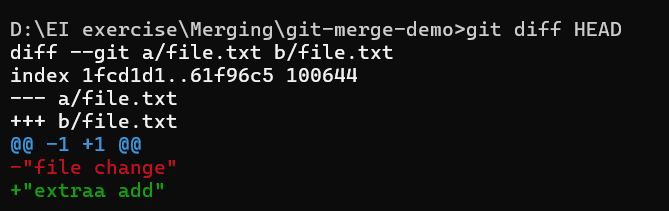 D:\EI exercise\Merging\git-merge-demo>git diff HEAD
diff --git a/file.txt b/file.txt
index 1fcd1d1..61f96c5 100644
--- a/file.txt
+++ b/file.txt
@@ -1 +1 @@
-"file change"
+"extraa add"